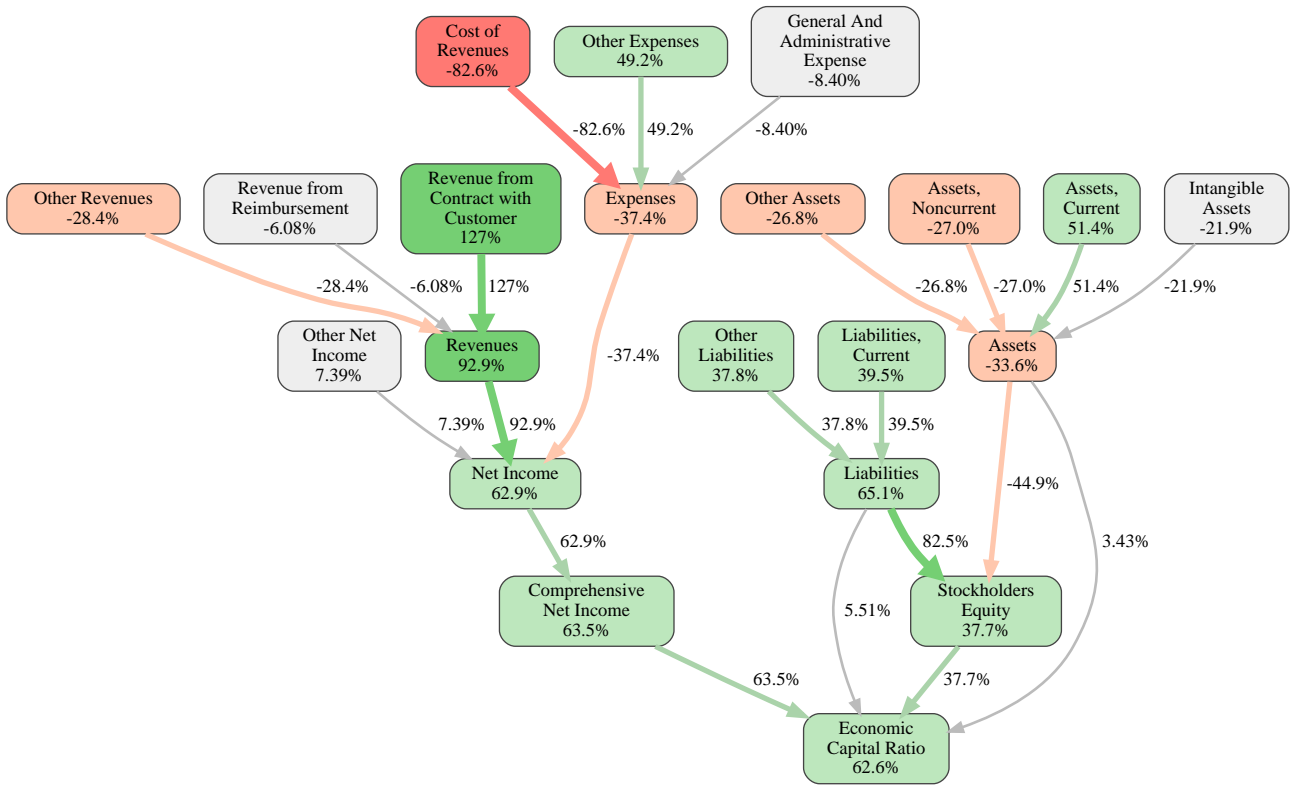 Cost of
Revenues
-82.6%
Other Expenses
49.2%
General And
Administrative
Expense
-8.40%
-82.6%
49.2%
-8.40%
Other Revenues
-28.4%
Revenue from
Reimbursement
-6.08%
Revenue from
Contract with
Customer
127%
Expenses
-37.4%
Other Assets
-26.8%
Assets,
Noncurrent
-27.0%
Assets,
Current
51.4%
Intangible
Assets
-21.9%
-28.4%
-6.08%
127%
-26.8%
-27.0%
51.4%
-21.9%
Other Net
Income
7.39%
Revenues
92.9%
-37.4%
Other
Liabilities
37.8%
Liabilities,
Current
39.5%
Assets
-33.6%
7.39%
92.9%
37.8%
39.5%
Net Income
62.9%
Liabilities
65.1%
-44.9%
62.9%
82.5%
3.43%
Comprehensive
Net Income
63.5%
5.51%
Stockholders
Equity
37.7%
63.5%
37.7%
Economic
Capital Ratio
62.6%